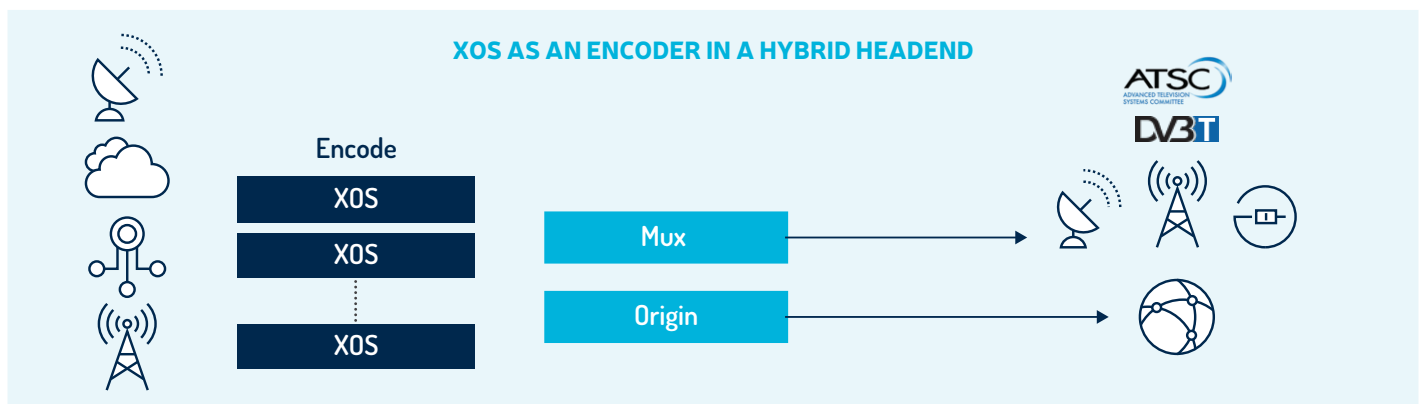 XOS AS AN ENCODER IN A HYBRID HEADEND
ATSC
ADVANCED TELEVISION
SYSTEMS COMMITTEE
DVB T
Encode
XOS
XOS
XOS
Mux
Origin